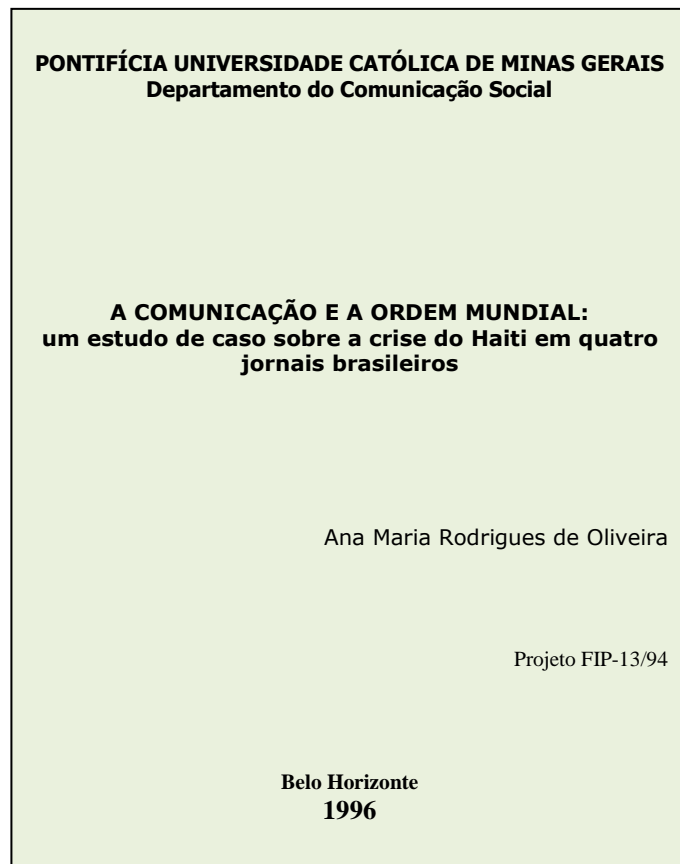 PONTIFÍCIA UNIVERSIDADE CATÓLICA DE MINAS GERAIS
Departamento do Comunicação Social
A COMUNICAÇÃO E A ORDEM MUNDIAL:
um estudo de caso sobre a crise do Haiti em quatro
jornais brasileiros
Ana Maria Rodrigues de Oliveira
Projeto FIP-13/94
Belo Horizonte
1996